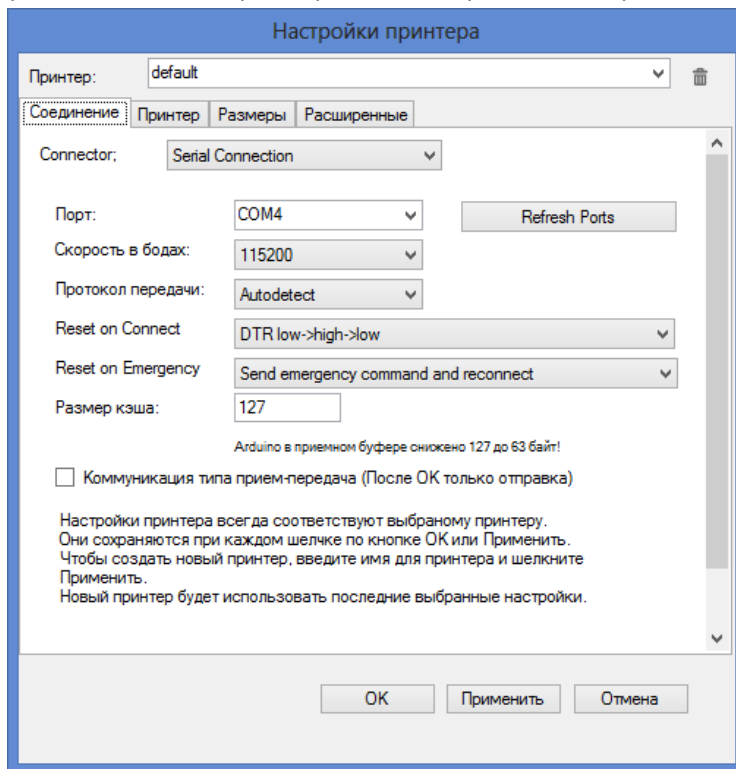 Настройки принтера
Принтер: default
Соединение Принтер Размеры Расширенные
Connector: Serial Connection
Порт: COM4 Refresh Ports
Скорость в бодах: 115200
Протокол передачи: Autodetect
Reset on Connect DTR low->high->low
Reset on Emergency Send emergency command and reconnect
Размер кэша: 127
Arduino в приемном буфере снижено 127 до 63 байт!
Коммуникация типа прием-передача (После ОК только отправка)
Настройки принтера всегда соответствуют выбраному принтеру.
Они сохраняются при каждом шелчке по кнопке ОК или Применить.
Чтобы создать новый принтер, введите имя для принтера и шелкните
Применить.
Новый принтер будет использовать последние выбранные настройки.
OK Применить Отмена